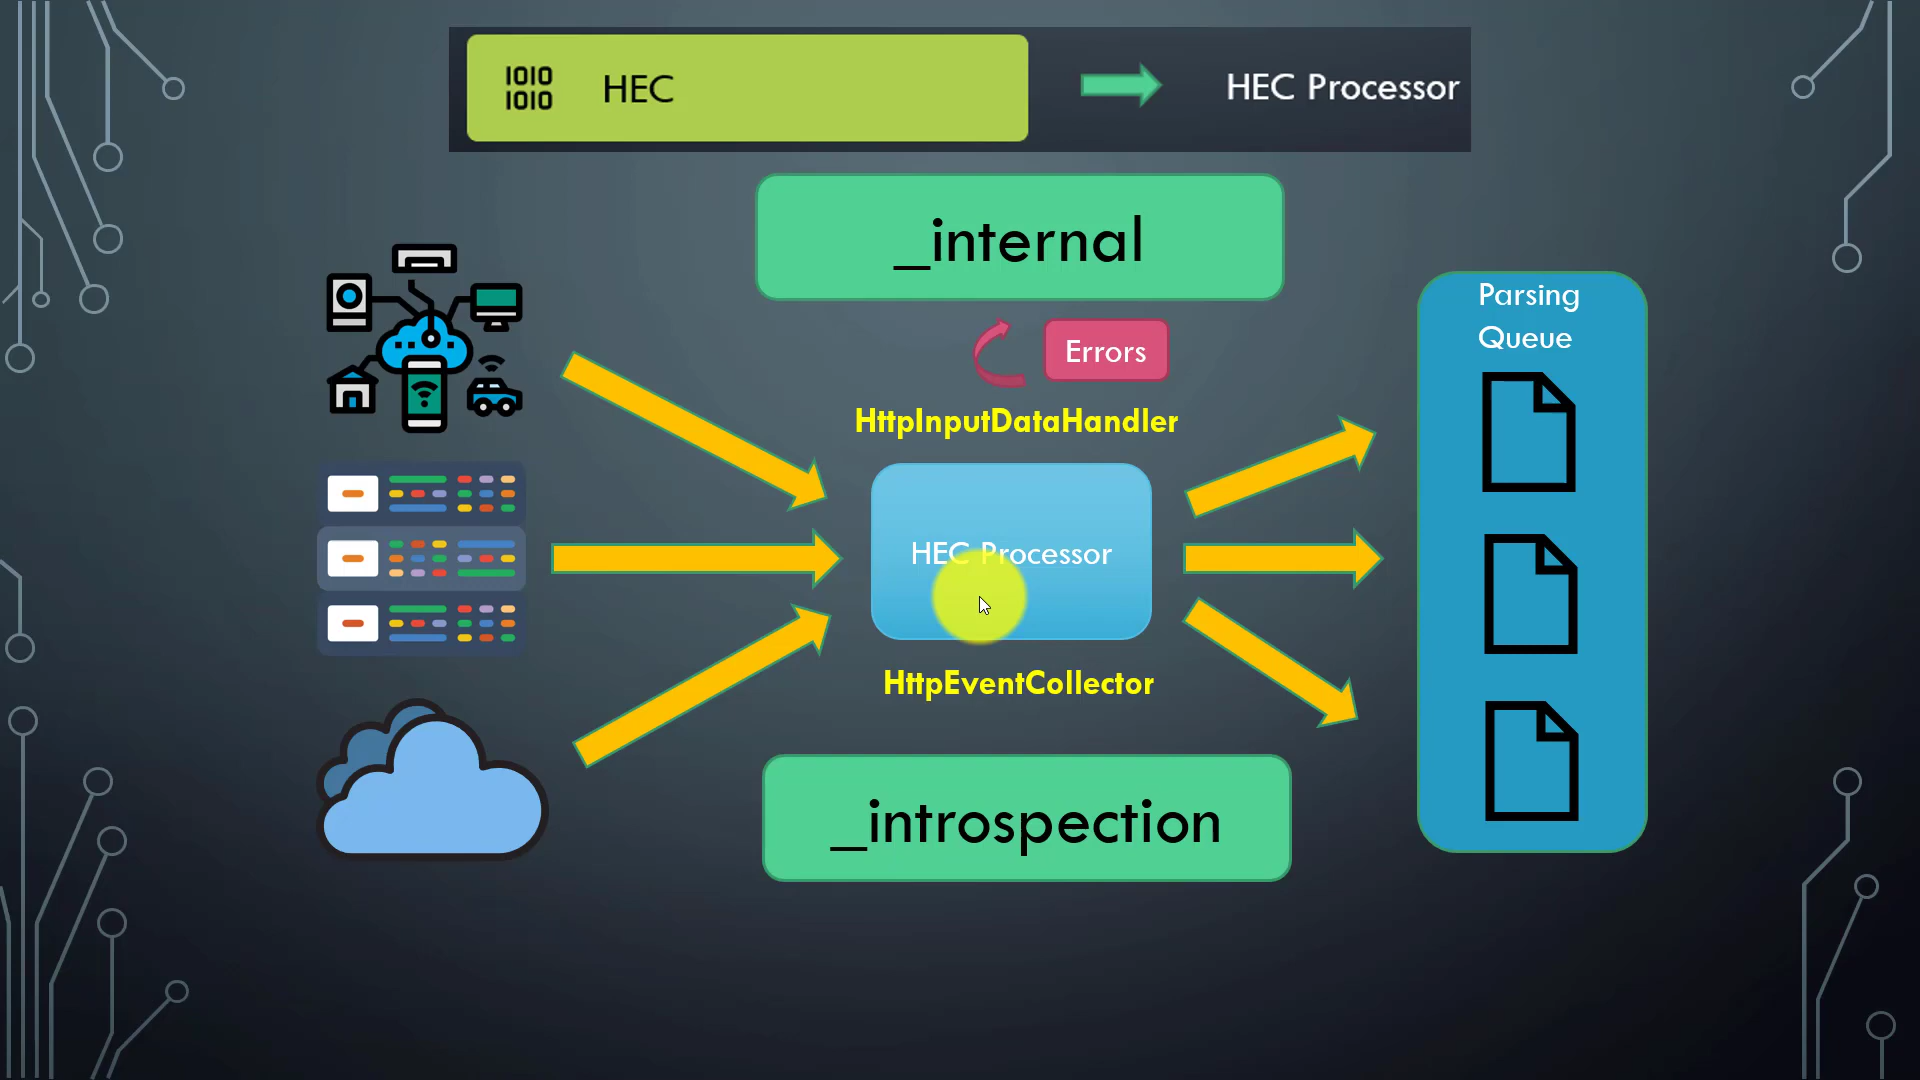 1010
1010
HEC
HEC Processor
_internal
Errors
HttpInputDataHandler
HEC Processor
HttpEventCollector
_introspection
Parsing
Queue